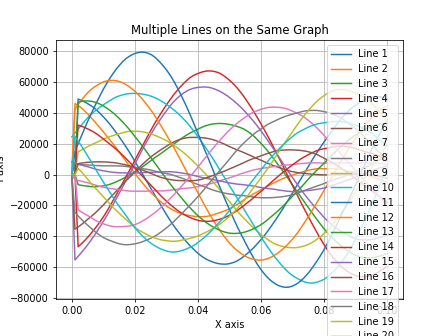 Multiple Lines on the Same Graph
80000
60000
40000
20000
0
−20000
−40000
−60000
−80000
0.00
0.02
0.04
0.06
X axis
axis
Line 1
Line 2
Line 3
Line 4
Line 5
Line 6
Line 7
Line 8
Line 9
Line 10
Line 11
Line 12
Line 13
Line 14
Line 15
Line 16
Line 17
Line 18
Line 19